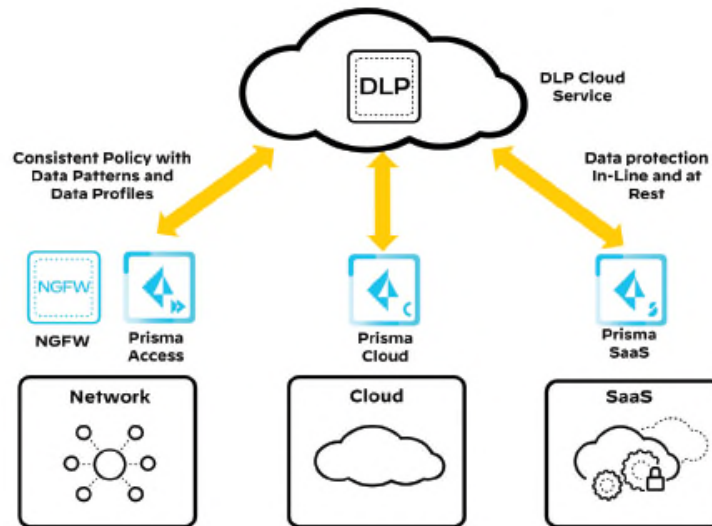 DLP
DLP Cloud
Service
Consistent Policy with
Data Patterns and
Data Profiles
Data protection
In-Line and at
Rest
NGFW
NGFW
Prisma
Access
Prisma
Cloud
Prisma
SaaS
Network
Cloud
SaaS